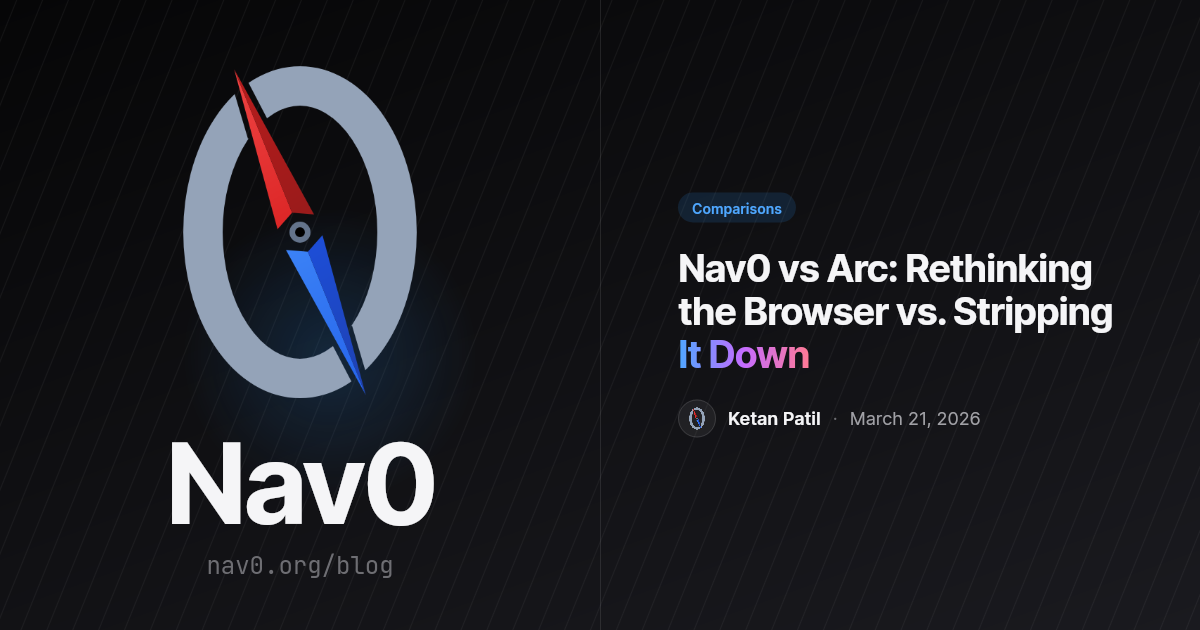 Nav0
nav0.org/blog
Comparisons
Nav0 vs Arc: Rethinking
the Browser vs. Stripping
It Down
Ketan Patil · March 21, 2026